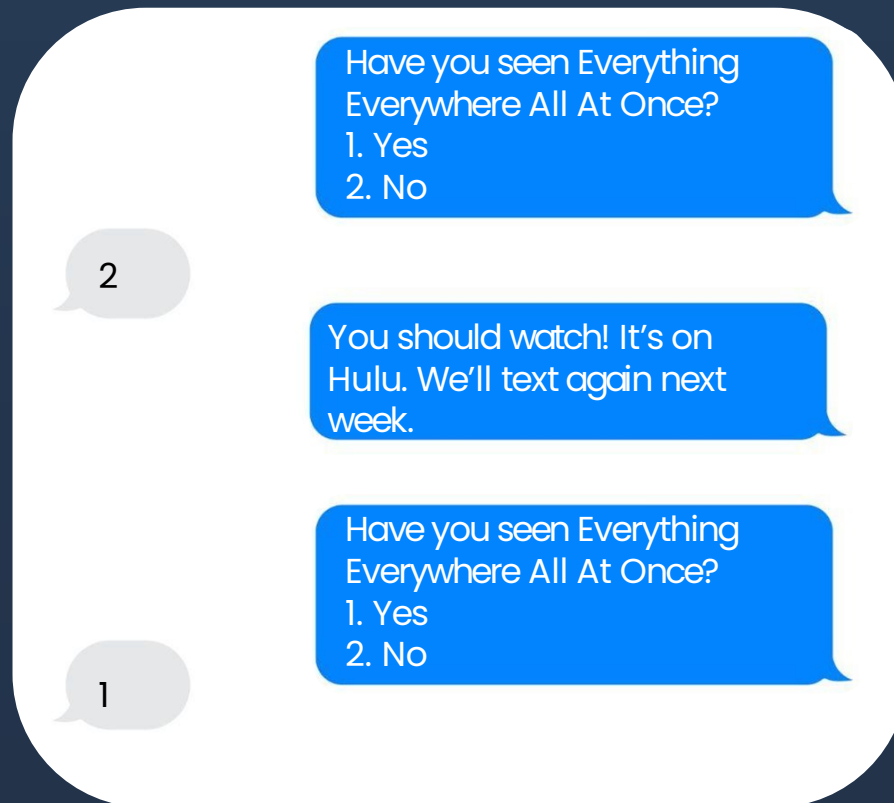 Have you seen Everything
Everywhere All At Once?
1. Yes
2. No
2
You should watch! It’s on
Hulu. We’ll text again next
week.
Have you seen Everything
Everywhere All At Once?
1. Yes
2. No
1